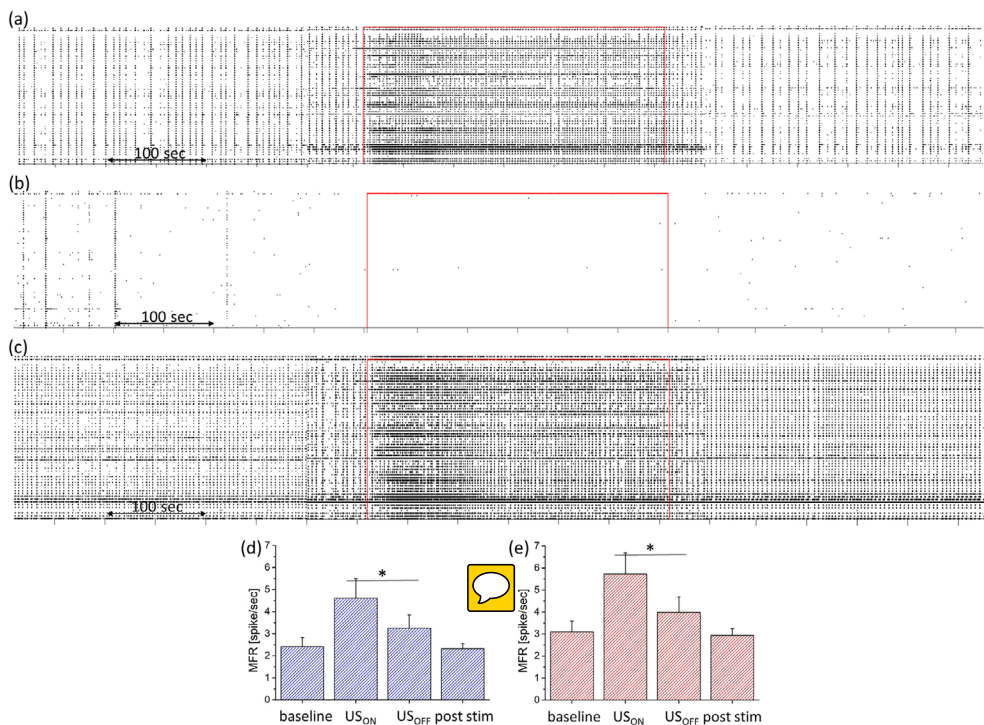 (a)
100 sec
(b)
100 sec
(c)
100 sec
(d)
7
6
5
4
3
2
1
0
MFR [spike/sec]
*
baseline US_ON US_OFF post stim
(e)
7
6
5
4
3
2
1
0
MFR [spike/sec]
*
baseline US_ON US_OFF post stim